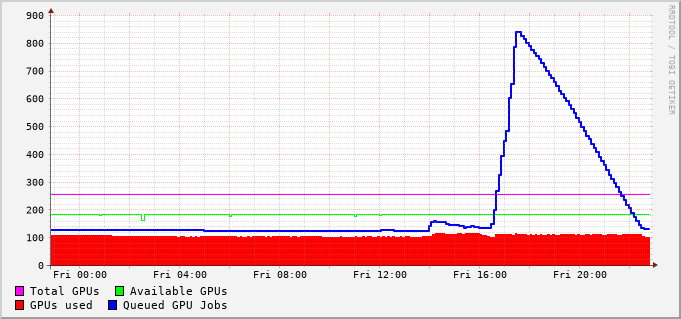 900
800
700
600
500
400
300
200
100
0
Fri 00:00 Fri 04:00 Fri 08:00 Fri 12:00 Fri 16:00 Fri 20:00
Total GPUs Available GPUs
GPUs used Queued GPU Jobs
RRDTOOL / TOBI OETIKER